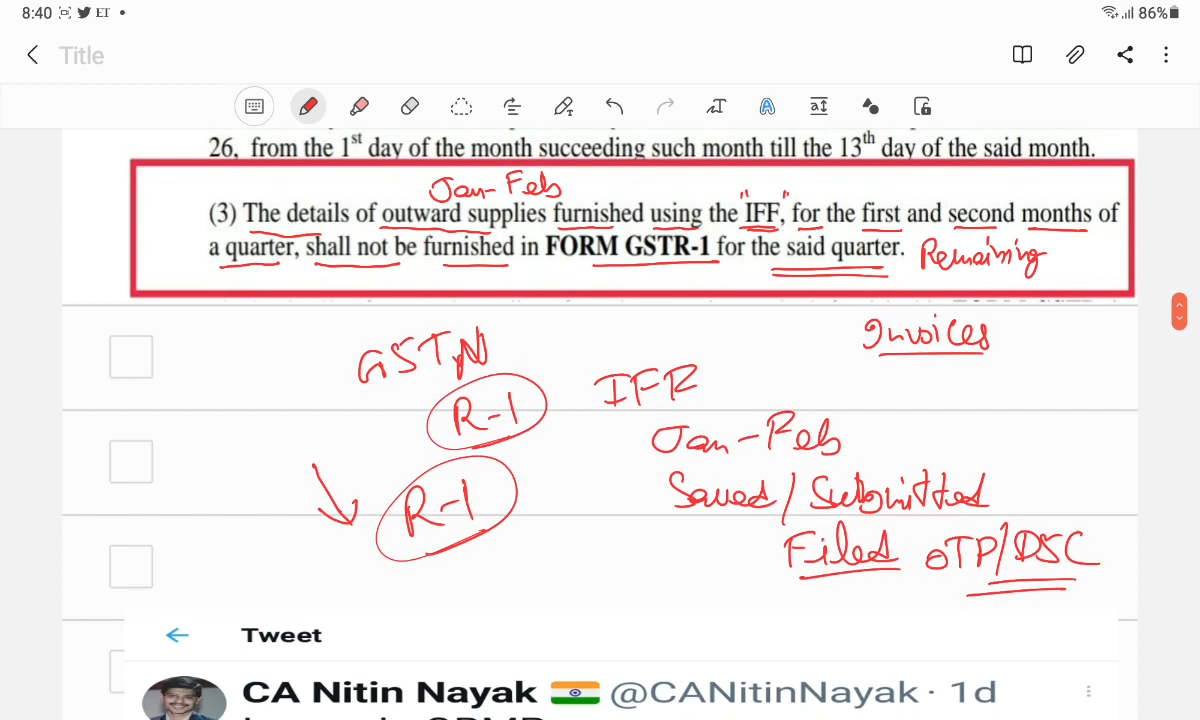 8:40 ET • 86%
Title
26, from the 1st day of the month succeeding such month till the 13th day of the said month.
Jan-Feb
(3) The details of outward supplies furnished using the "IFF", for the first and second months of
a quarter, shall not be furnished in FORM GSTR-1 for the said quarter. Remaining
Invoices
GSTN
R-1
IFF
Jan-Feb
R-1
Saved/Submitted
Filed OTP/DSC
Tweet
CA Nitin Nayak @CANitinNayak · 1d